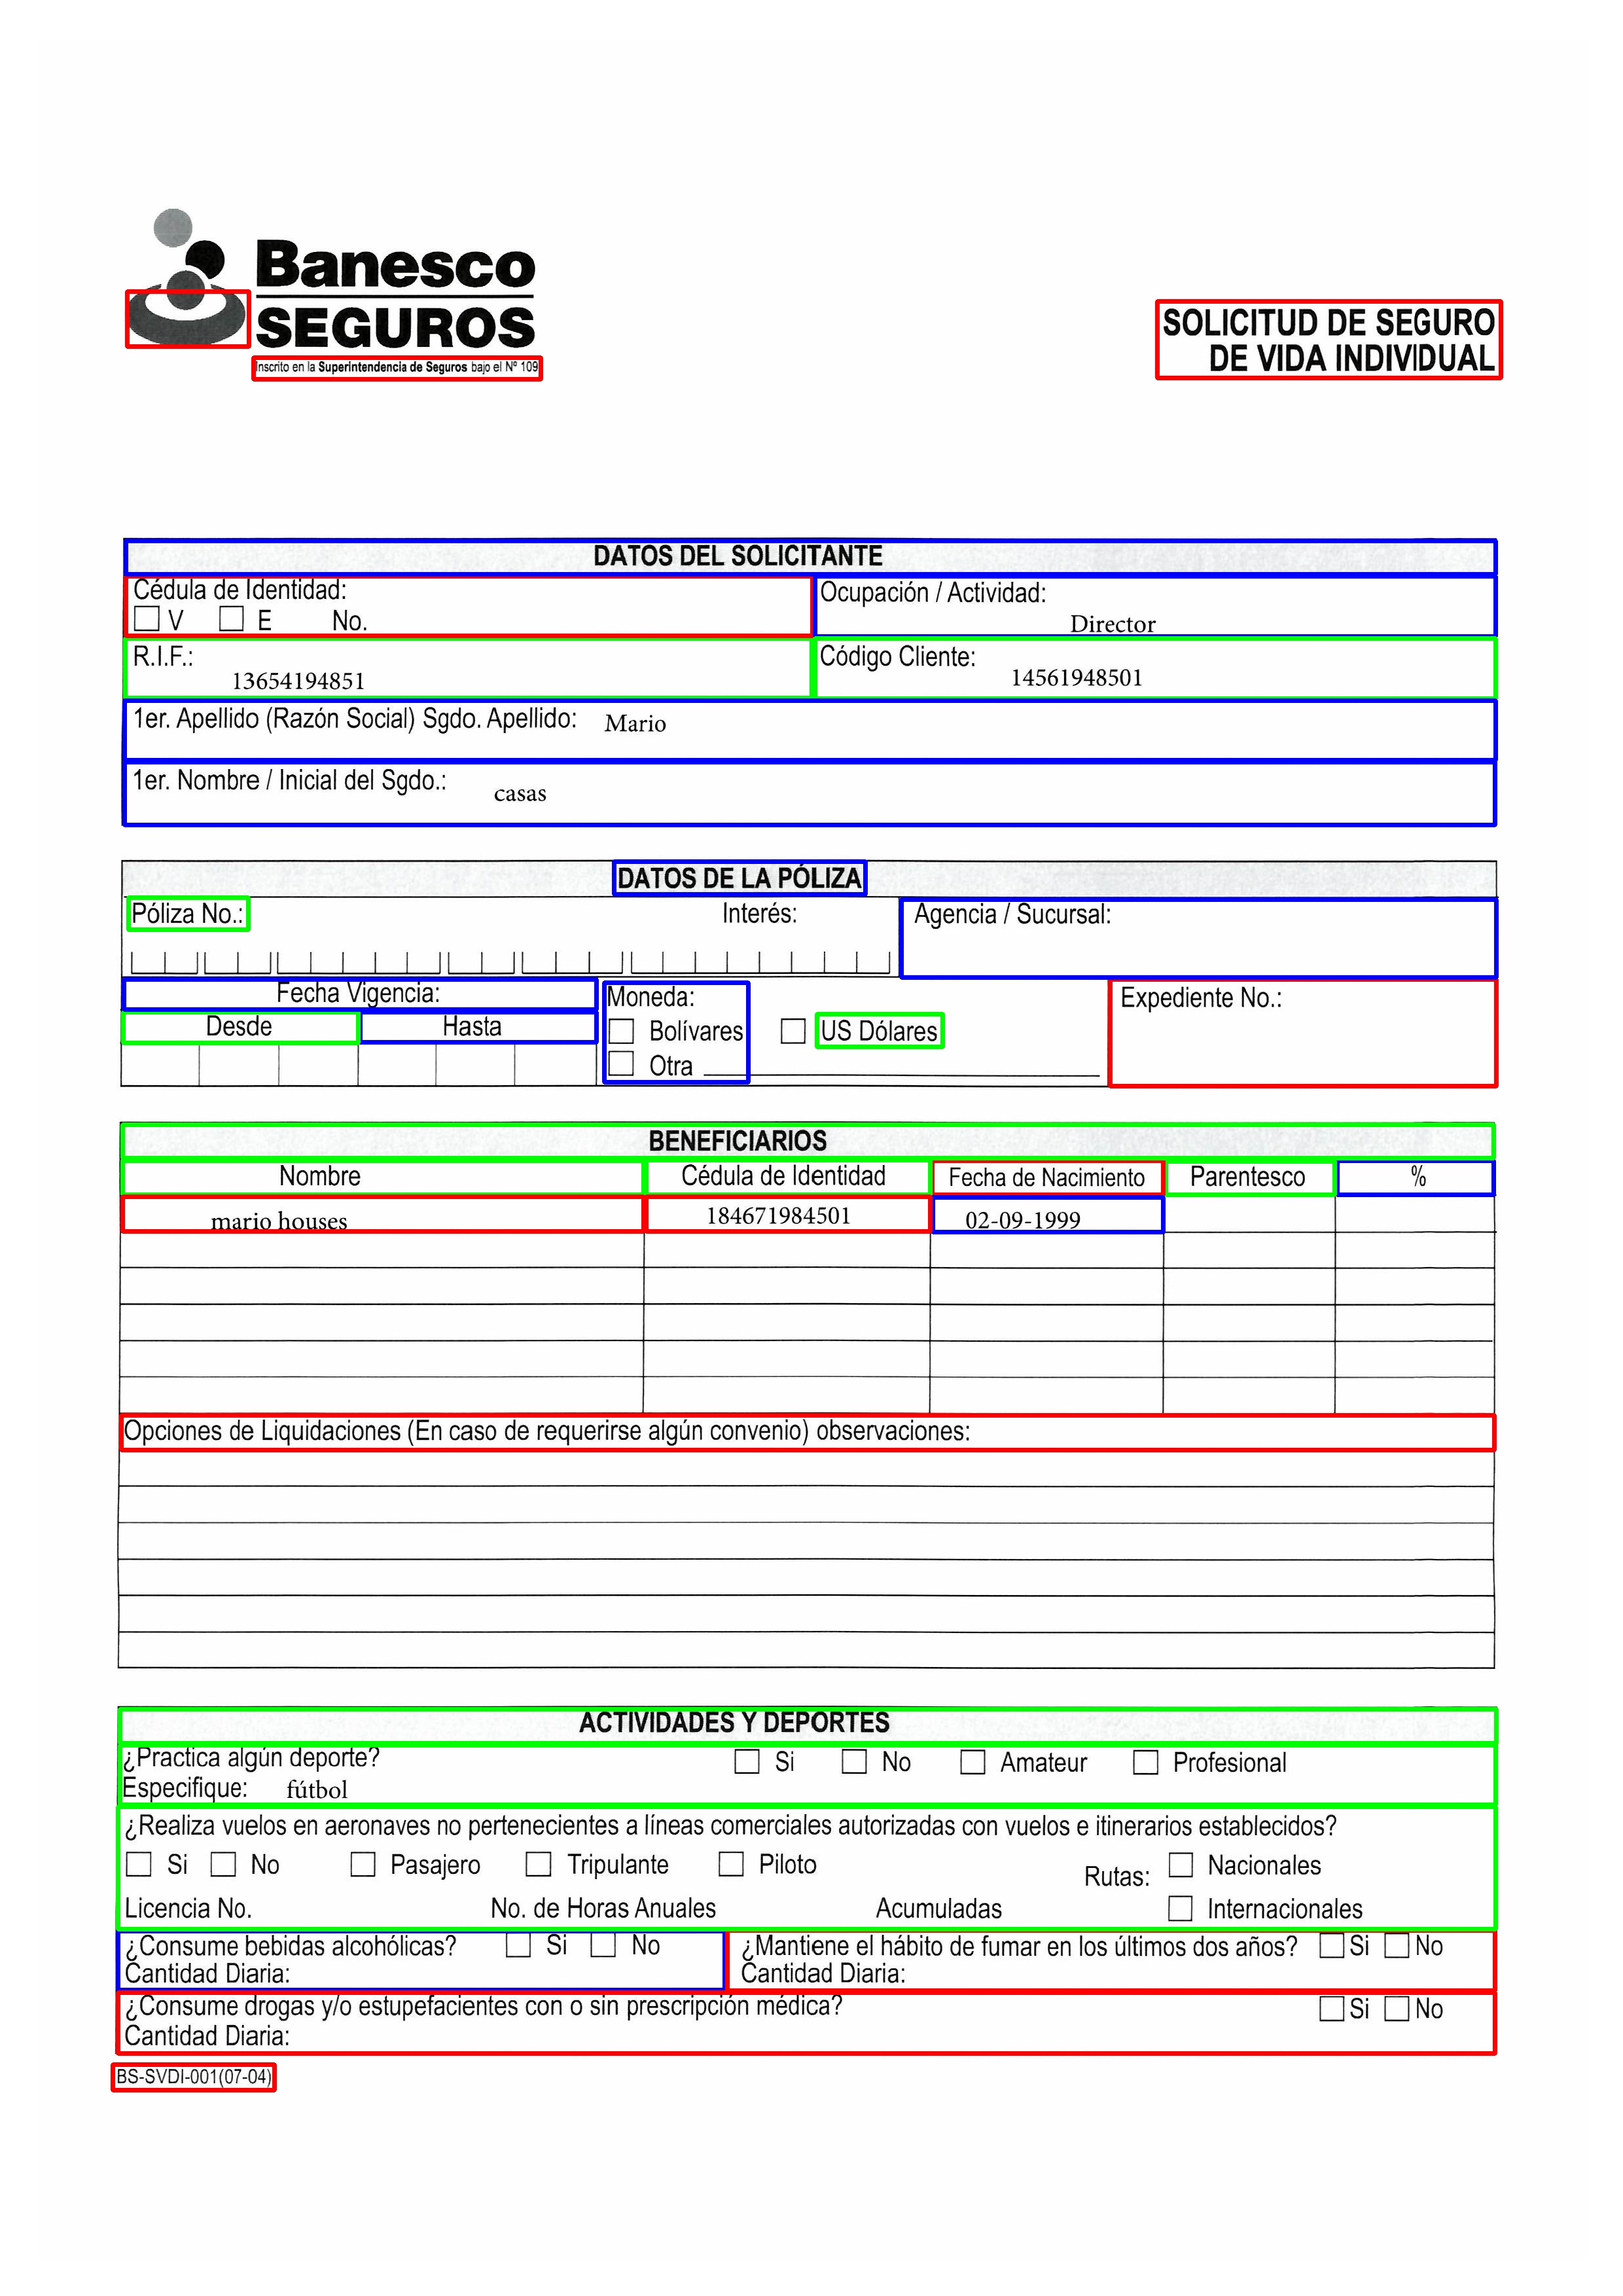 Banesco
SEGUROS
Inscrito en la Superintendencia de Seguros bajo el Nº 109
SOLICITUD DE SEGURO
DE VIDA INDIVIDUAL
DATOS DEL SOLICITANTE
Cédula de Identidad:
V E No.
Ocupación / Actividad:
Director
R.I.F.:
13654194851
Código Cliente:
14561948501
1er. Apellido (Razón Social) Sgdo. Apellido: Mario
1er. Nombre / Inicial del Sgdo.: casas
DATOS DE LA PÓLIZA
Póliza No.: Interés: Agencia / Sucursal:
Fecha Vigencia:
Desde Hasta
Moneda:
Bolívares US Dólares
Otra
Expediente No.:
BENEFICIARIOS
Nombre Cédula de Identidad Fecha de Nacimiento Parentesco %
mario houses 184671984501 02-09-1999
Opciones de Liquidaciones (En caso de requerirse algún convenio) observaciones:
ACTIVIDADES Y DEPORTES
¿Practica algún deporte? Si No Amateur Profesional
Especifique: fútbol
¿Realiza vuelos en aeronaves no pertenecientes a líneas comerciales autorizadas con vuelos e itinerarios establecidos?
Si No Pasajero Tripulante Piloto Rutas: Nacionales
Licencia No. No. de Horas Anuales Acumuladas Internacionales
¿Consume bebidas alcohólicas? Si No
Cantidad Diaria:
¿Mantiene el hábito de fumar en los últimos dos años? Si No
Cantidad Diaria:
¿Consume drogas y/o estupefacientes con o sin prescripción médica? Si No
Cantidad Diaria:
BS-SVDI-001(07-04)